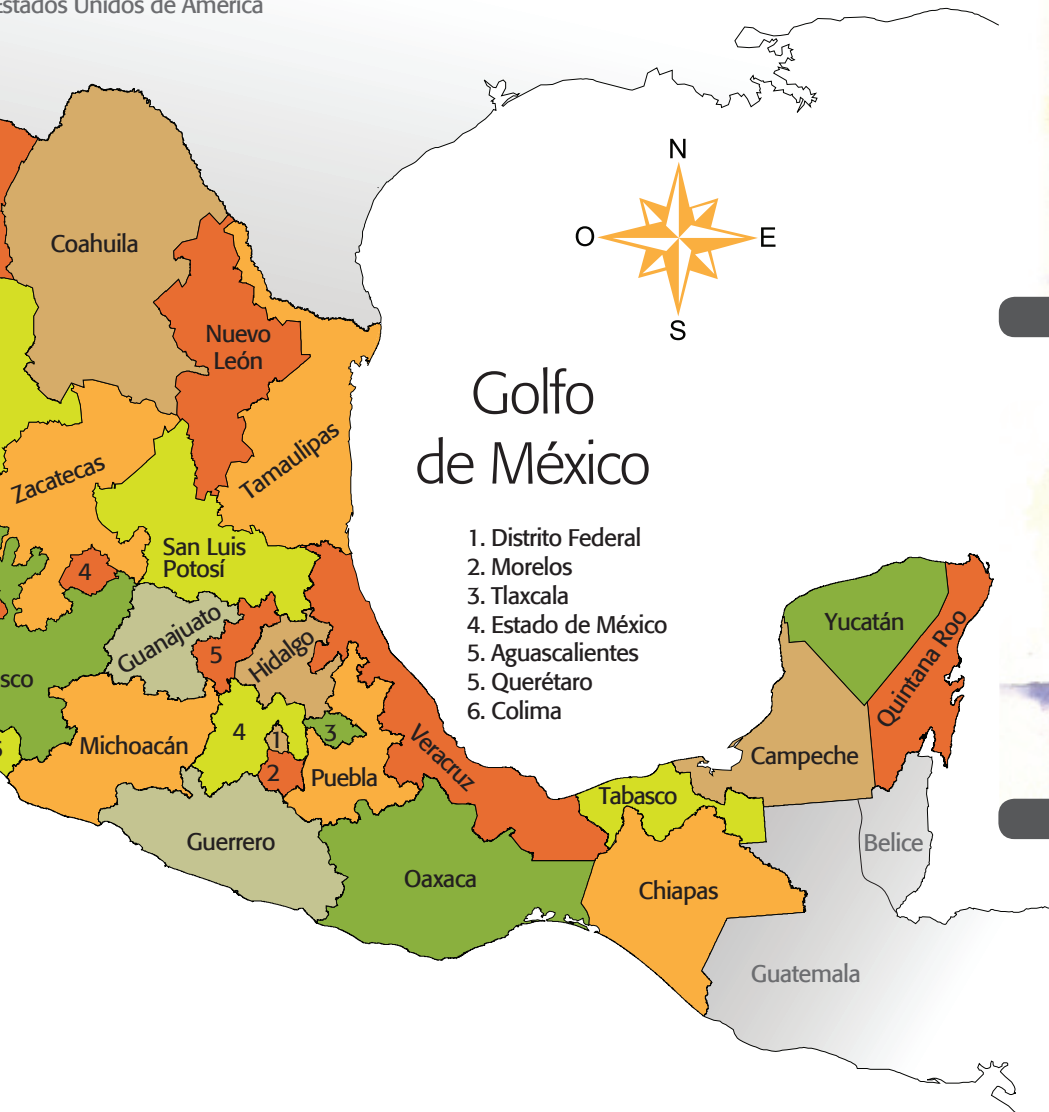 Estados Unidos de América
N
O
E
S
Coahuila
Nuevo
León
Golfo
de México
Tamaulipas
Zacatecas
1. Distrito Federal
2. Morelos
3. Tlaxcala
4. Estado de México
5. Aguascalientes
5. Querétaro
6. Colima
San Luis
Potosí
4
Guanajuato
5
Hidalgo
Yucatán
Quintana Roo
sco
Michoacán
4
1
3
2
Puebla
Veracruz
Campeche
Tabasco
Guerrero
Oaxaca
Chiapas
Belice
Guatemala